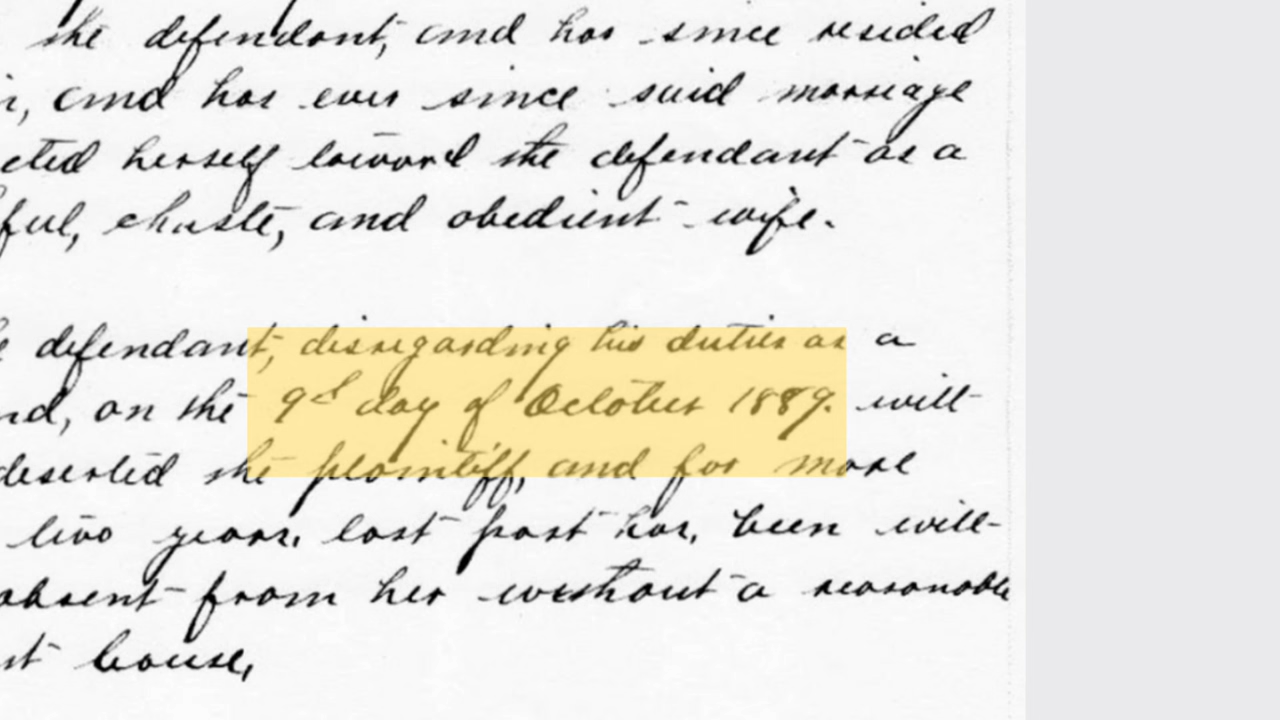 the defendant, and has since resided
, and has ever since said marriage
cted herself toward the defendant as a
ful, chaste, and obedient wife.
defendant, disregarding his duties as a
nd, on the 9d day of October 1889. will-
deserted the plaintiff, and for more
two years, last past has, been will-
absent from her without a reasonable
st cause,